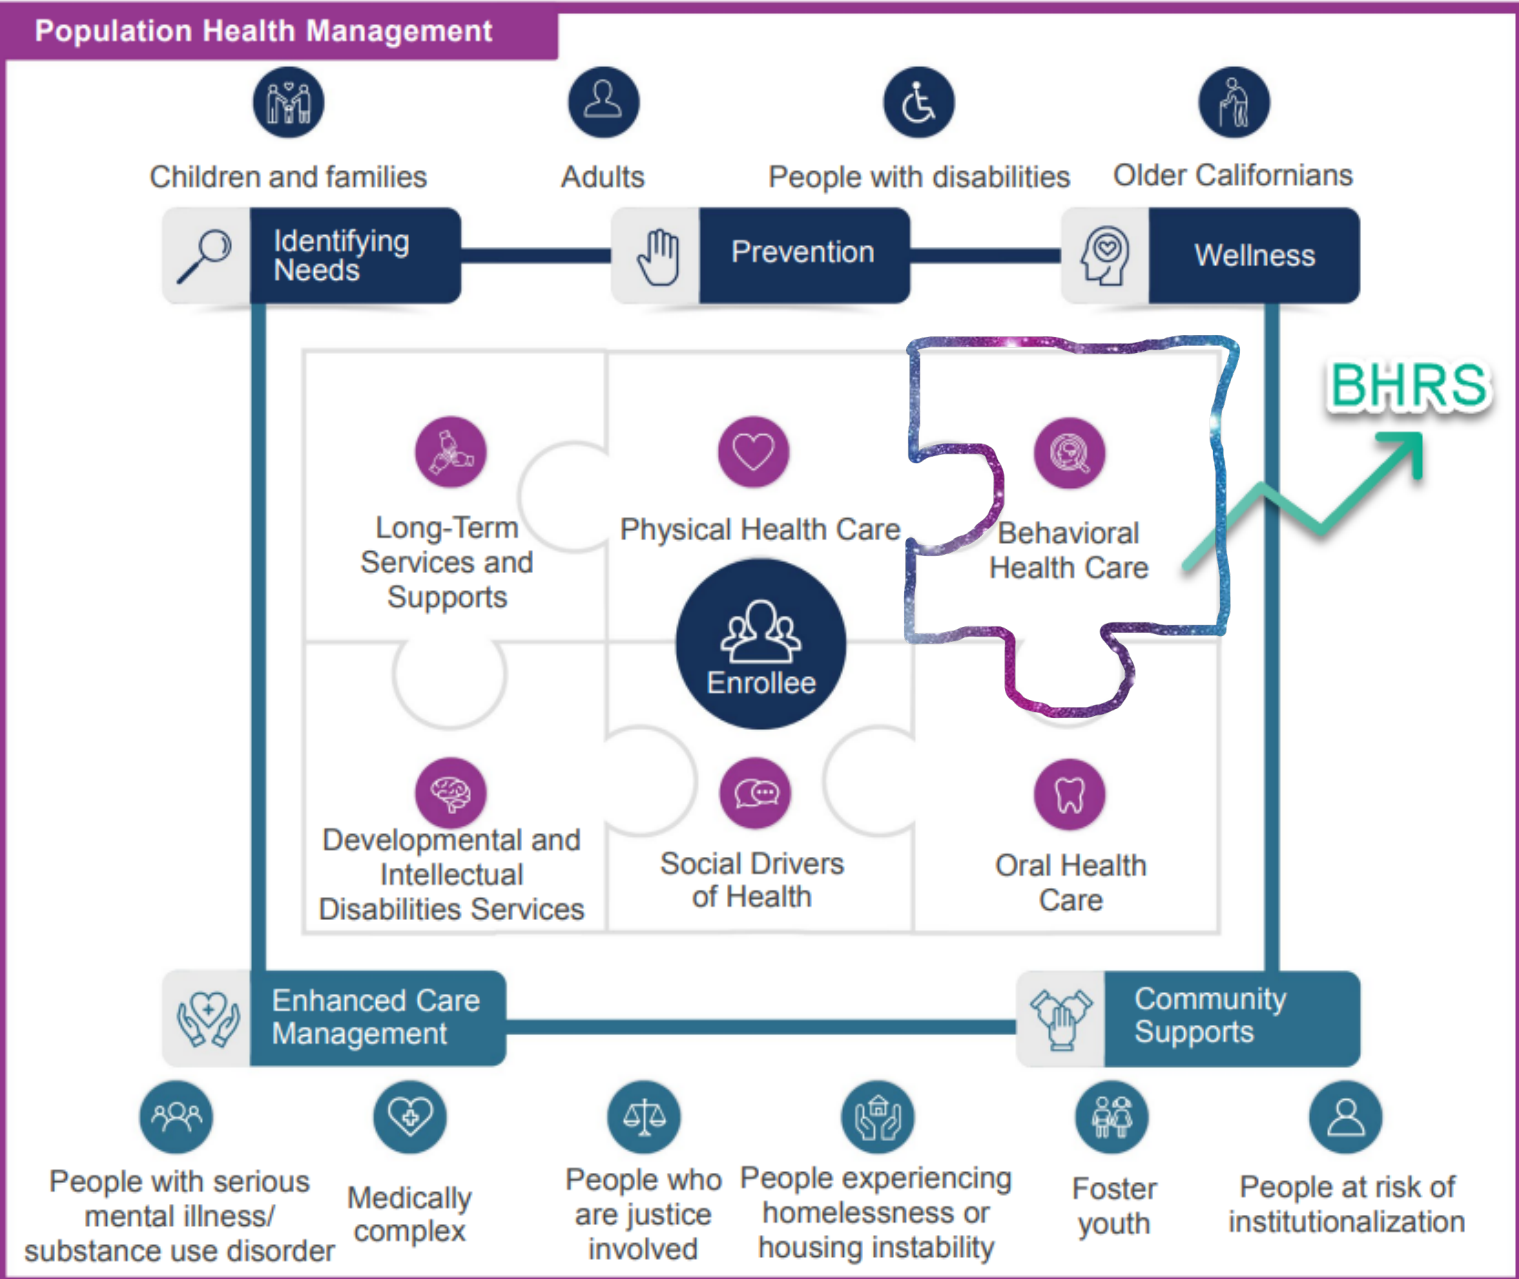 Population Health Management
Children and families
Adults
People with disabilities
Older Californians
Identifying
Needs
Prevention
Wellness
BHRS
Long-Term
Services and
Supports
Physical Health Care
Behavioral
Health Care
Enrollee
Developmental and
Intellectual
Disabilities Services
Social Drivers
of Health
Oral Health
Care
Enhanced Care
Management
Community
Supports
People with serious
mental illness/
substance use disorder
Medically
complex
People who
are justice
involved
People experiencing
homelessness or
housing instability
Foster
youth
People at risk of
institutionalization